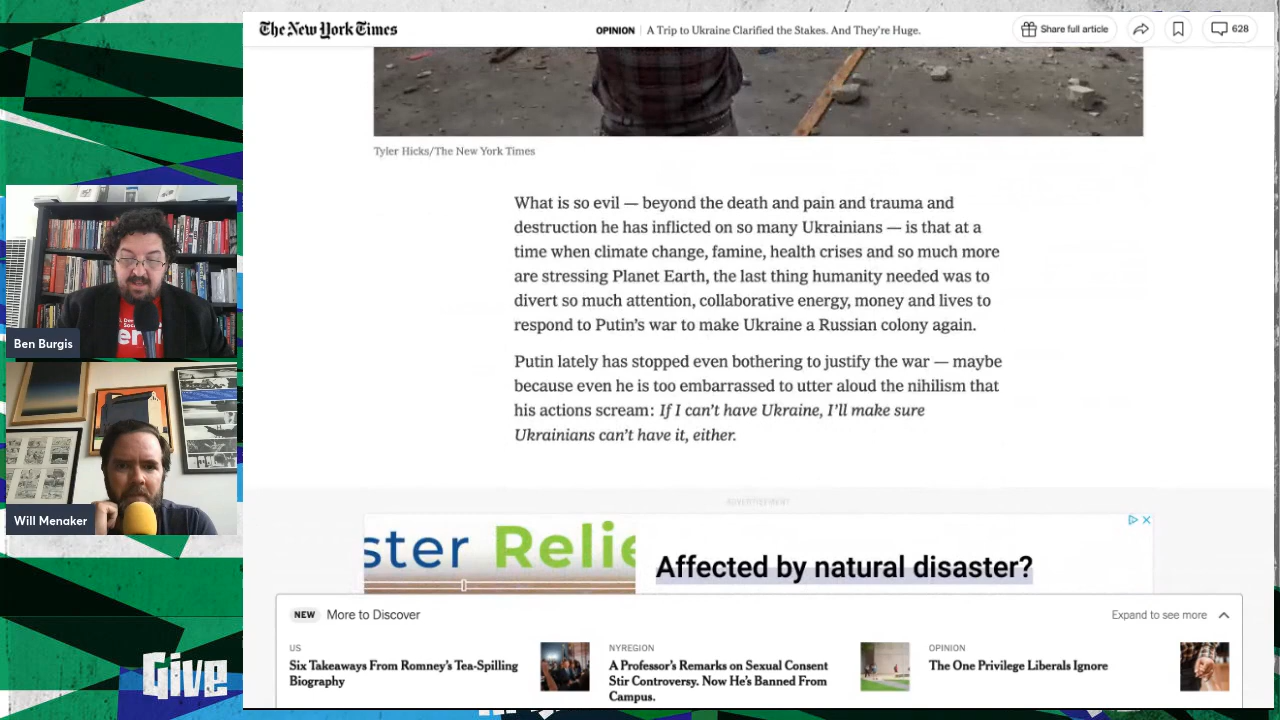 The New York Times
OPINION | A Trip to Ukraine Clarified the Stakes. And They're Huge.
Share full article
628
Tyler Hicks/The New York Times
What is so evil — beyond the death and pain and trauma and
destruction he has inflicted on so many Ukrainians — is that at a
time when climate change, famine, health crises and so much more
are stressing Planet Earth, the last thing humanity needed was to
divert so much attention, collaborative energy, money and lives to
respond to Putin's war to make Ukraine a Russian colony again.
Putin lately has stopped even bothering to justify the war — maybe
because even he is too embarrassed to utter aloud the nihilism that
his actions scream: If I can't have Ukraine, I'll make sure
Ukrainians can't have it, either.
ADVERTISEMENT
ster Relie
Affected by natural disaster?
NEW More to Discover
Expand to see more
US
Six Takeaways From Romney's Tea-Spilling
Biography
NYREGION
A Professor's Remarks on Sexual Consent
Stir Controversy. Now He's Banned From
Campus.
OPINION
The One Privilege Liberals Ignore
Ben Burgis
Will Menaker
Give